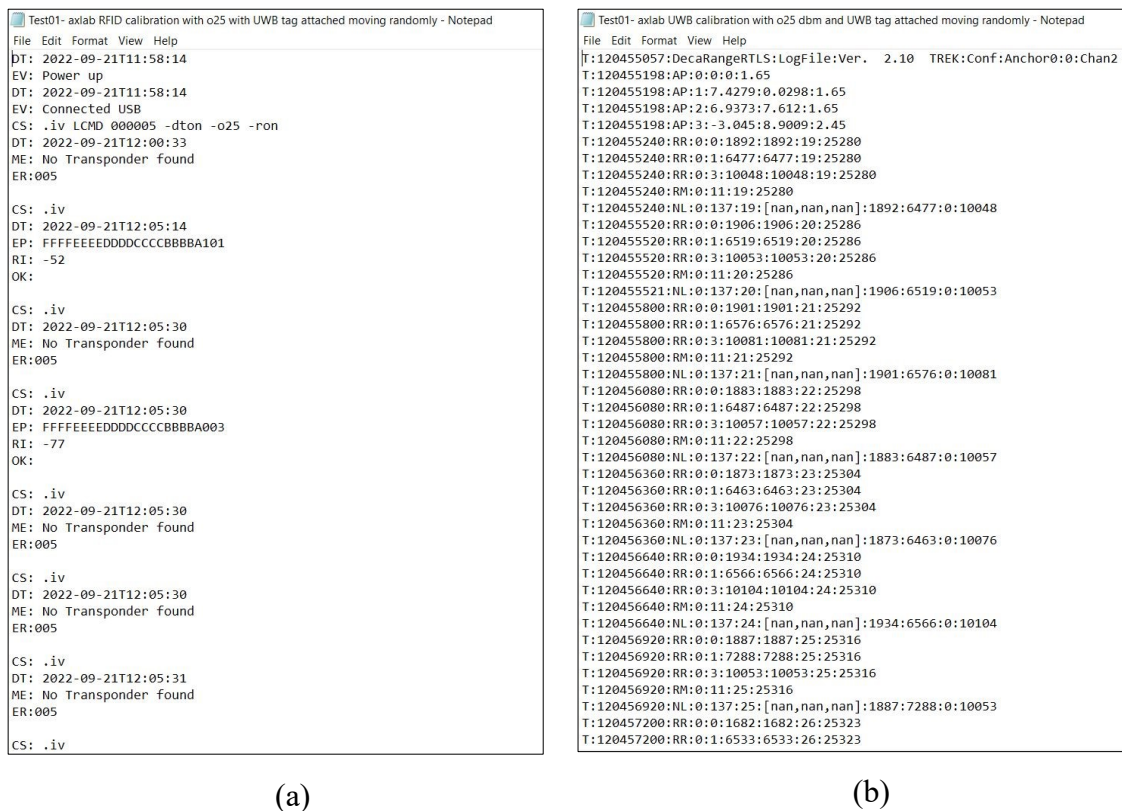 Test01- axlab RFID calibration with o25 with UWB tag attached moving randomly - Notepad
File Edit Format View Help
DT: 2022-09-21T11:58:14
EV: Power up
DT: 2022-09-21T11:58:14
EV: Connected USB
CS: .iv LCMD 000005 -dton -o25 -ron
DT: 2022-09-21T12:00:33
ME: No Transponder found
ER:005
CS: .iv
DT: 2022-09-21T12:05:14
EP: FFFFEEEEDDDDCCCCBBBBA101
RI: -52
OK:
CS: .iv
DT: 2022-09-21T12:05:30
ME: No Transponder found
ER:005
CS: .iv
DT: 2022-09-21T12:05:30
EP: FFFFEEEEDDDDCCCCBBBBA003
RI: -77
OK:
CS: .iv
DT: 2022-09-21T12:05:30
ME: No Transponder found
ER:005
CS: .iv
DT: 2022-09-21T12:05:30
ME: No Transponder found
ER:005
CS: .iv
DT: 2022-09-21T12:05:31
ME: No Transponder found
ER:005
CS: .iv
(a)
Test01- axlab UWB calibration with o25 dbm and UWB tag attached moving randomly - Notepad
File Edit Format View Help
T:120455057:DecaRangeRTLS:LogFile:Ver. 2.10 TREK:Conf:Anchor0:0:Chan2
T:120455198:AP:0:0:0:1.65
T:120455198:AP:1:7.4279:0.0298:1.65
T:120455198:AP:2:6.9373:7.612:1.65
T:120455198:AP:3:-3.045:8.9009:2.45
T:120455240:RR:0:0:1892:1892:19:25280
T:120455240:RR:0:1:6477:6477:19:25280
T:120455240:RR:0:3:10048:10048:19:25280
T:120455240:RM:0:11:19:25280
T:120455240:NL:0:137:19:[nan,nan,nan]:1892:6477:0:10048
T:120455520:RR:0:0:1906:1906:20:25286
T:120455520:RR:0:1:6519:6519:20:25286
T:120455520:RR:0:3:10053:10053:20:25286
T:120455520:RM:0:11:20:25286
T:120455521:NL:0:137:20:[nan,nan,nan]:1906:6519:0:10053
T:120455800:RR:0:0:1901:1901:21:25292
T:120455800:RR:0:1:6576:6576:21:25292
T:120455800:RR:0:3:10081:10081:21:25292
T:120455800:RM:0:11:21:25292
T:120455800:NL:0:137:21:[nan,nan,nan]:1901:6576:0:10081
T:120456080:RR:0:0:1883:1883:22:25298
T:120456080:RR:0:1:6487:6487:22:25298
T:120456080:RR:0:3:10057:10057:22:25298
T:120456080:RM:0:11:22:25298
T:120456080:NL:0:137:22:[nan,nan,nan]:1883:6487:0:10057
T:120456360:RR:0:0:1873:1873:23:25304
T:120456360:RR:0:1:6463:6463:23:25304
T:120456360:RR:0:3:10076:10076:23:25304
T:120456360:RM:0:11:23:25304
T:120456360:NL:0:137:23:[nan,nan,nan]:1873:6463:0:10076
T:120456640:RR:0:0:1934:1934:24:25310
T:120456640:RR:0:1:6566:6566:24:25310
T:120456640:RR:0:3:10104:10104:24:25310
T:120456640:RM:0:11:24:25310
T:120456640:NL:0:137:24:[nan,nan,nan]:1934:6566:0:10104
T:120456920:RR:0:0:1887:1887:25:25316
T:120456920:RR:0:1:7288:7288:25:25316
T:120456920:RR:0:3:10053:10053:25:25316
T:120456920:RM:0:11:25:25316
T:120456920:NL:0:137:25:[nan,nan,nan]:1887:7288:0:10053
T:120457200:RR:0:0:1682:1682:26:25323
T:120457200:RR:0:1:6533:6533:26:25323
(b)